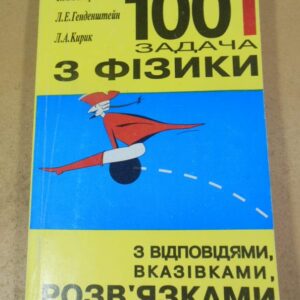 Л.Е.Генденштейн
Л.А.Кирик
1001
ЗАДАЧА
З ФІЗИКИ
З ВІДПОВІДЯМИ,
ВКАЗІВКАМИ,
РОЗВ'ЯЗКАМИ